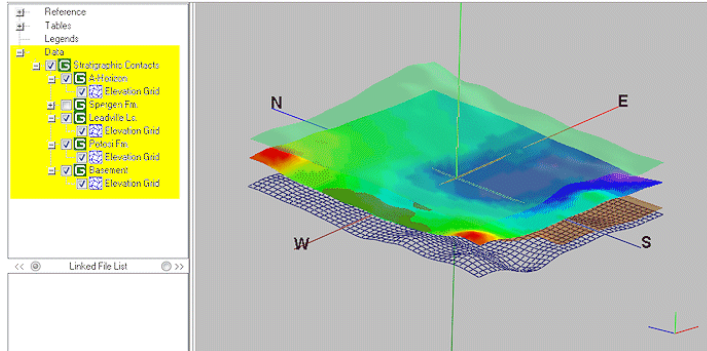 Reference
Tables
Legends
Data
Stratigraphic Contacts
A-Horizon
Elevation Grid
Spergen Fm.
Leadville Ls.
Elevation Grid
Potosi Fm
Elevation Grid
Basement
Elevation Grid
<< Linked File List >>
N
E
W
S